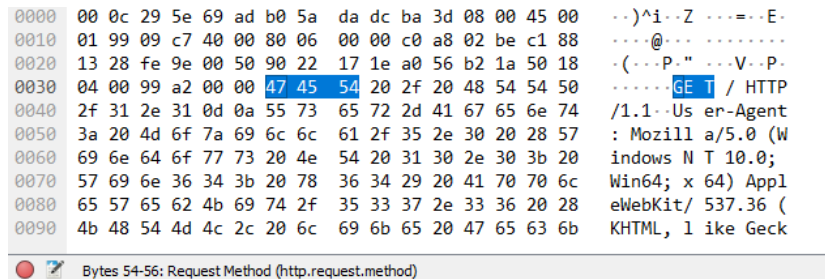 0000 00 0c 29 5e 69 ad b0 5a da dc ba 3d 08 00 45 00 ··)^i··Z ···=··E·
0010 01 99 09 c7 40 00 80 06 00 00 c0 a8 02 be c1 88 ····@··· ········
0020 13 28 fe 9e 00 50 90 22 17 1e a0 56 b2 1a 50 18 ·(···P·" ···V··P·
0030 04 00 99 a2 00 00 47 45 54 20 2f 20 48 54 54 50 ······GE T / HTTP
0040 2f 31 2e 31 0d 0a 55 73 65 72 2d 41 67 65 6e 74 /1.1··Us er-Agent
0050 3a 20 4d 6f 7a 69 6c 6c 61 2f 35 2e 30 20 28 57 : Mozill a/5.0 (W
0060 69 6e 64 6f 77 73 20 4e 54 20 31 30 2e 30 3b 20 indows N T 10.0;
0070 57 69 6e 36 34 3b 20 78 36 34 29 20 41 70 70 6c Win64; x 64) Appl
0080 65 57 65 62 4b 69 74 2f 35 33 37 2e 33 36 20 28 eWebKit/ 537.36 (
0090 4b 48 54 4d 4c 2c 20 6c 69 6b 65 20 47 65 63 6b KHTML, l ike Geck
Bytes 54-56: Request Method (http.request.method)